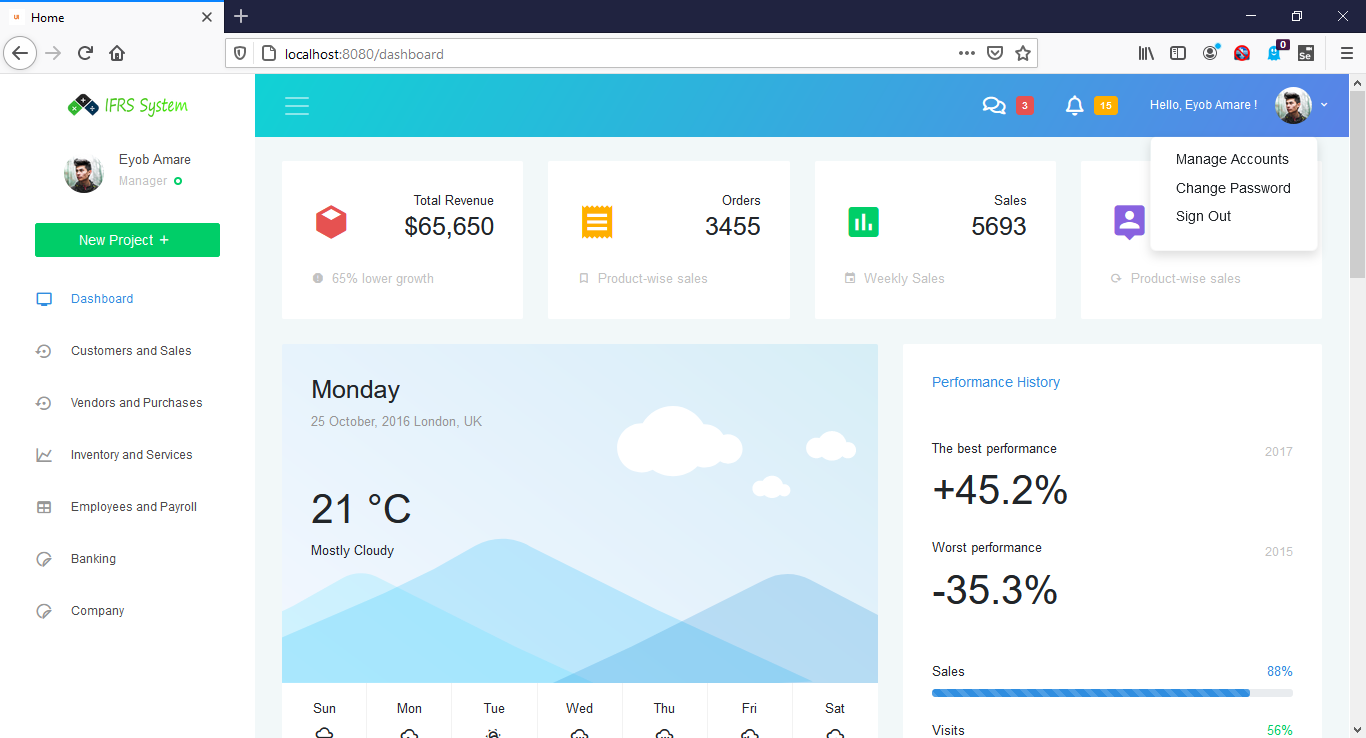 Home
localhost:8080/dashboard
0
Se
IFRS System
3
15
Hello, Eyob Amare !
Eyob Amare
Manager
New Project +
Dashboard
Customers and Sales
Vendors and Purchases
Inventory and Services
Employees and Payroll
Banking
Company
Manage Accounts
Change Password
Sign Out
Total Revenue
$65,650
65% lower growth
Orders
3455
Product-wise sales
Sales
5693
Weekly Sales
Product-wise sales
Monday
25 October, 2016 London, UK
21 °C
Mostly Cloudy
Sun Mon Tue Wed Thu Fri Sat
Performance History
The best performance 2017
+45.2%
Worst performance 2015
-35.3%
Sales 88%
Visits 56%